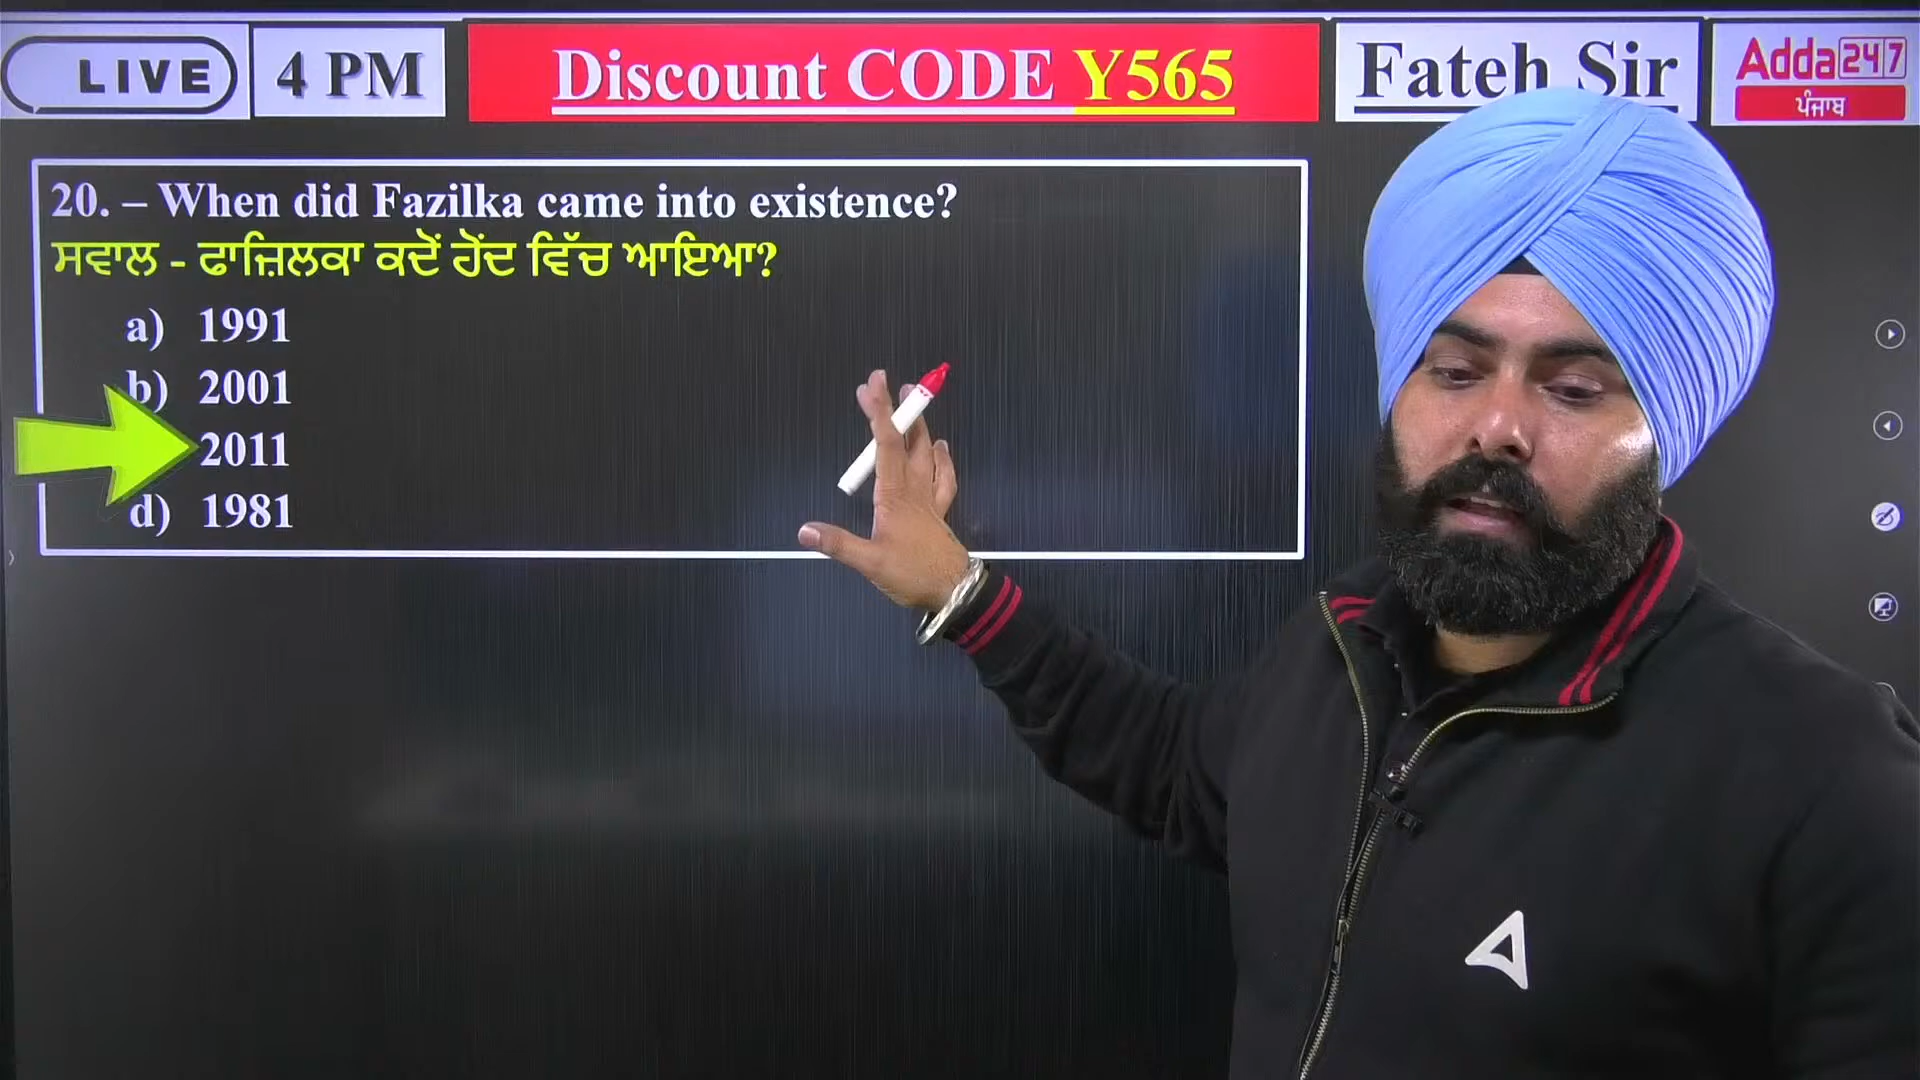 LIVE
4 PM
Discount CODE Y565
Fateh Sir
Adda247
ਪੰਜਾਬ
20. – When did Fazilka came into existence?
ਸਵਾਲ - ਫਾਜ਼ਿਲਕਾ ਕਦੋਂ ਹੋਂਦ ਵਿੱਚ ਆਇਆ?
a) 1991
b) 2001
2011
d) 1981